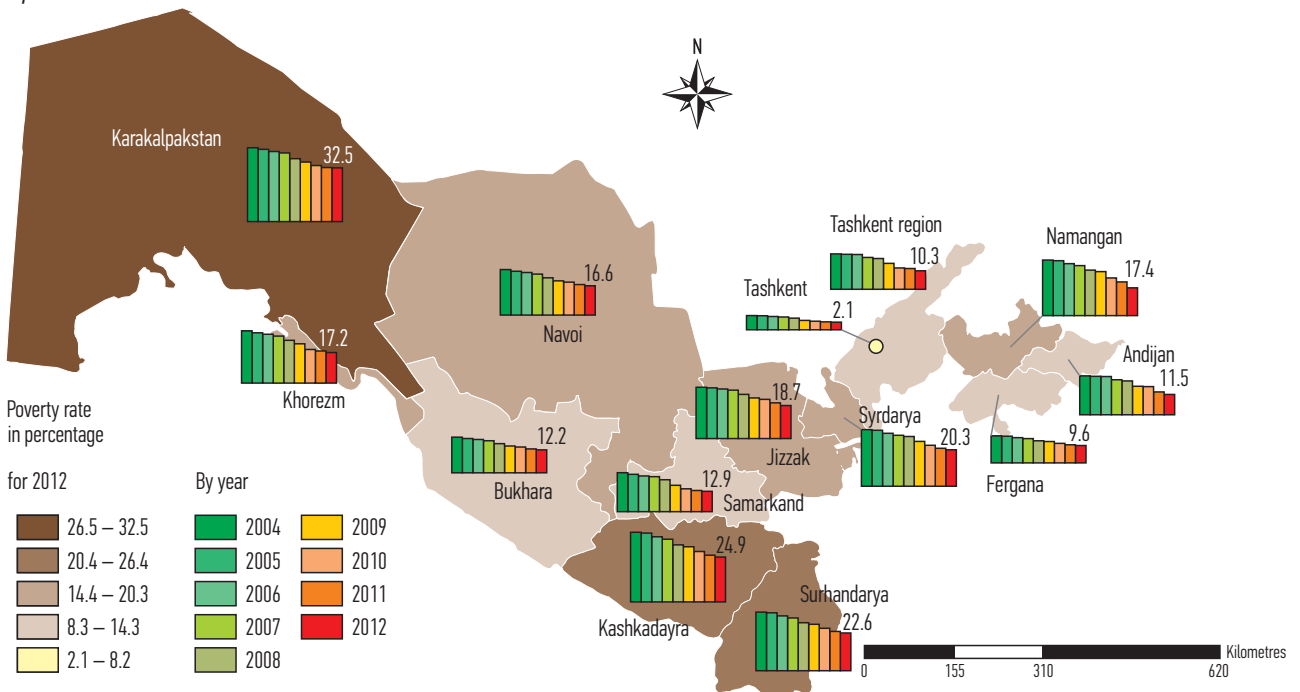 N
Karakalpakstan
32.5
Tashkent region
10.3
Namangan
17.4
Tashkent
2.1
16.6
Navoi
17.2
Khorezm
Andijan
11.5
18.7
Jizzak
Syrdarya
20.3
9.6
Fergana
12.2
Bukhara
12.9
Samarkand
24.9
Kashkadayra
Surhandarya
22.6
Poverty rate
in percentage
for 2012
26.5 – 32.5
20.4 – 26.4
14.4 – 20.3
8.3 – 14.3
2.1 – 8.2
By year
2004
2005
2006
2007
2008
2009
2010
2011
2012
Kilometres
0 155 310 620